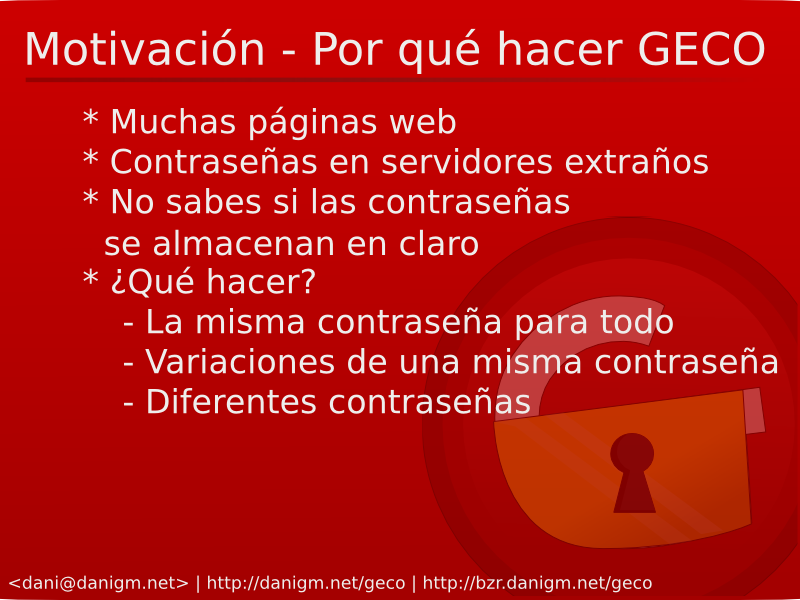 Motivación - Por qué hacer GECO
* Muchas páginas web
* Contraseñas en servidores extraños
* No sabes si las contraseñas
se almacenan en claro
* ¿Qué hacer?
- La misma contraseña para todo
- Variaciones de una misma contraseña
- Diferentes contraseñas
<dani@danigm.net> | http://danigm.net/geco | http://bzr.danigm.net/geco